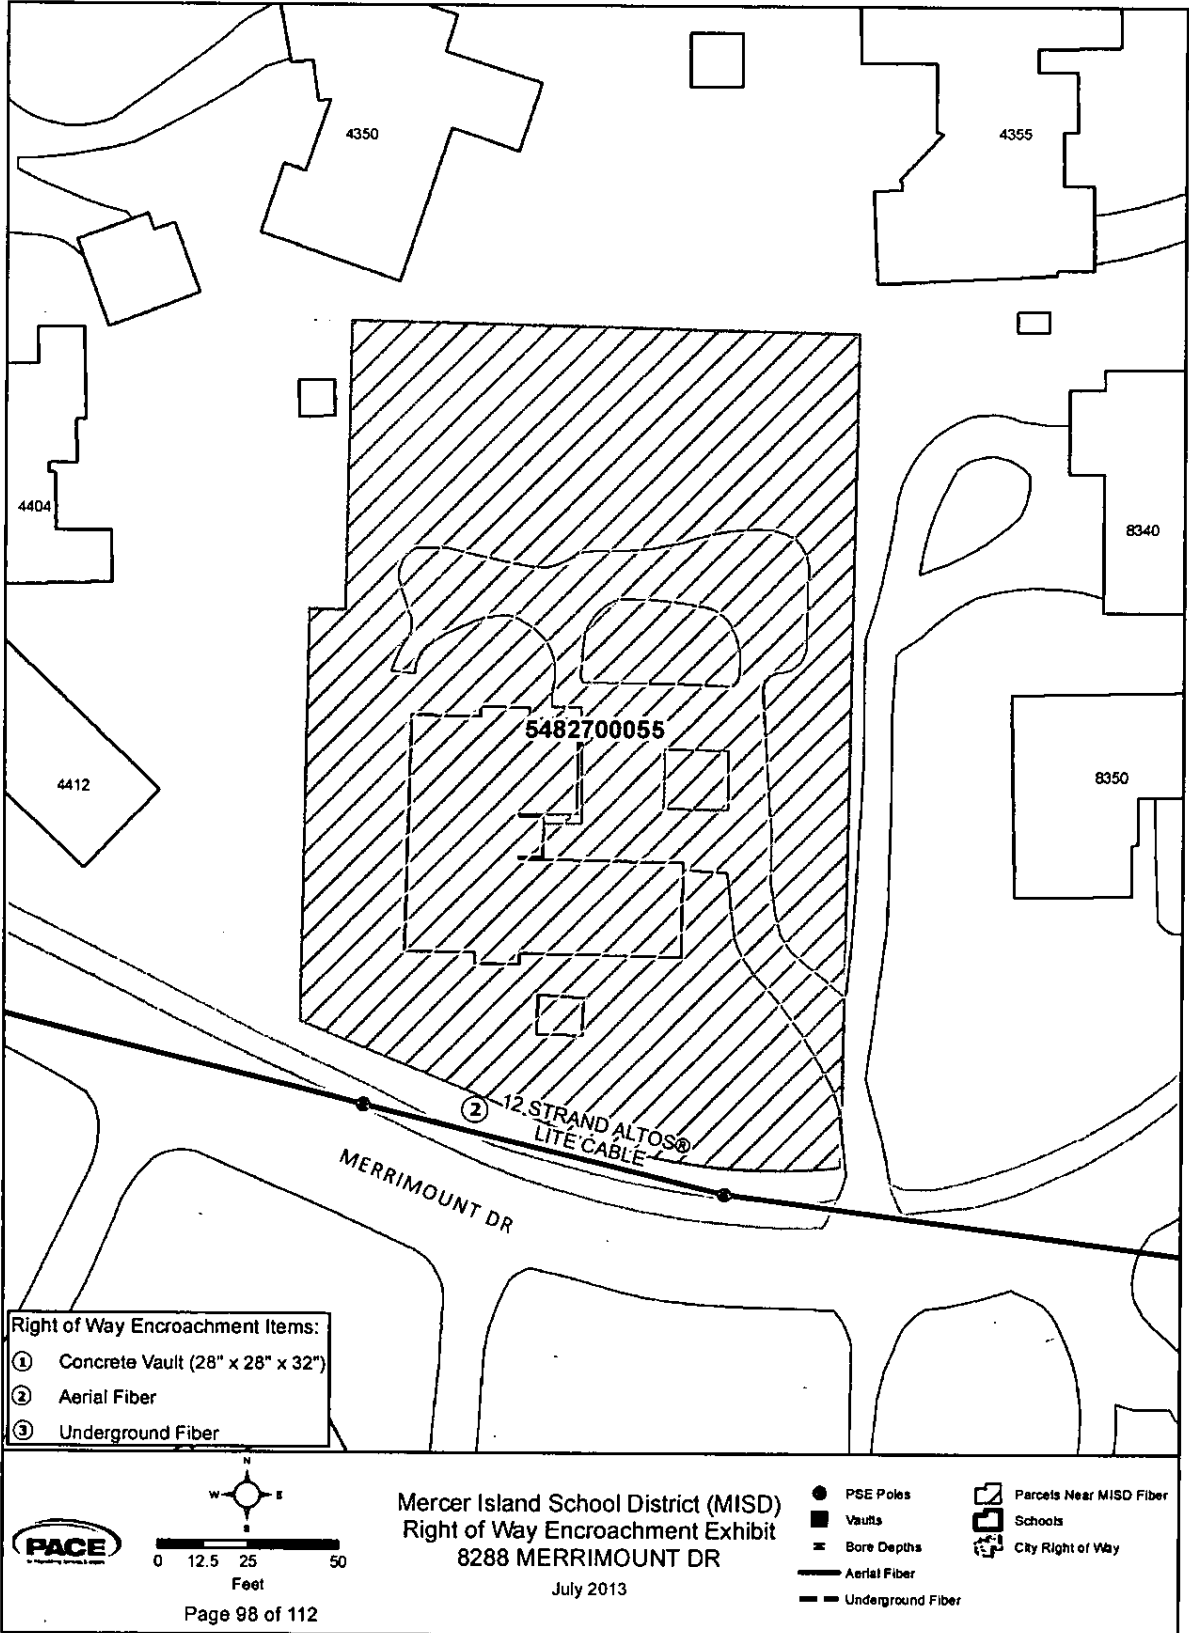 4350
4355
4404
8340
5482700055
4412
8350
② 12 STRAND ALTOS®
LITE CABLE
MERRIMOUNT DR
Right of Way Encroachment Items:
① Concrete Vault (28" x 28" x 32")
② Aerial Fiber
③ Underground Fiber
N
W E
S
PACE
0 12.5 25 50
Feet
Page 98 of 112
Mercer Island School District (MISD)
Right of Way Encroachment Exhibit
8288 MERRIMOUNT DR
July 2013
PSE Poles
Vaults
Bore Depths
Aerial Fiber
Underground Fiber
Parcels Near MISD Fiber
Schools
City Right of Way